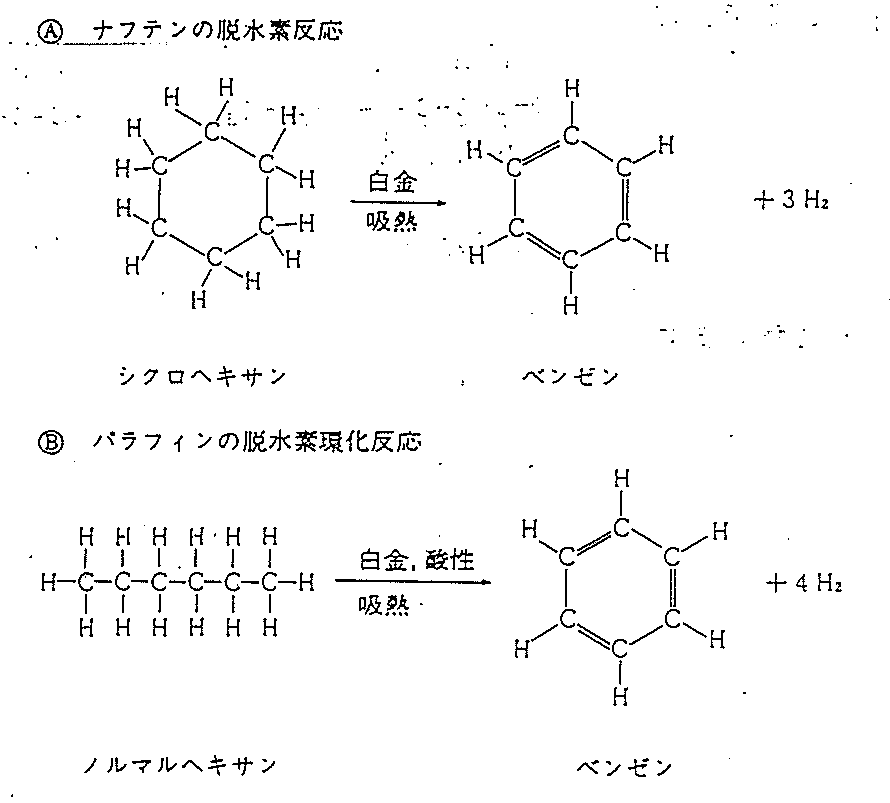 Ⓐ ナフテンの脱水素反応
H H
H H
H C
C C
H H
白金
吸熱
H C C H
H C H
H H
H
H C H
C C
C C
H C H
H
+ 3 H₂
シクロヘキサン ベンゼン
Ⓑ パラフィンの脱水素環化反応
H H H H H H
H-C-C-C-C-C-C-H
H H H H H H
白金, 酸性
吸熱
H
H C H
C C
C C
H C H
H
+ 4 H₂
ノルマルヘキサン ベンゼン